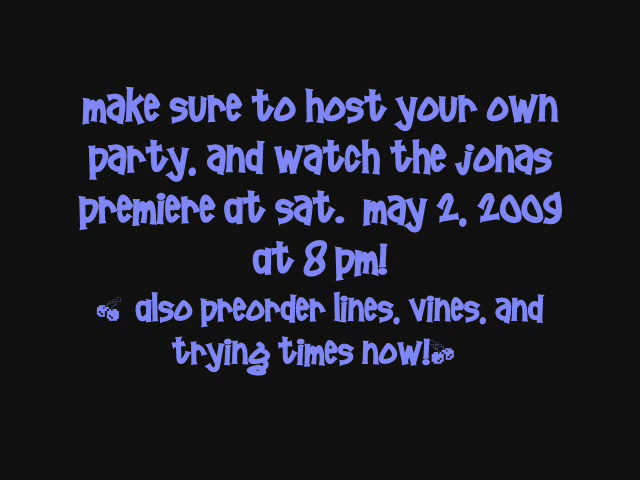 make sure to host your own
party, and watch the jonas
premiere at sat. may 2, 2009
at 8 pm!
also preorder lines, vines, and
trying times now!